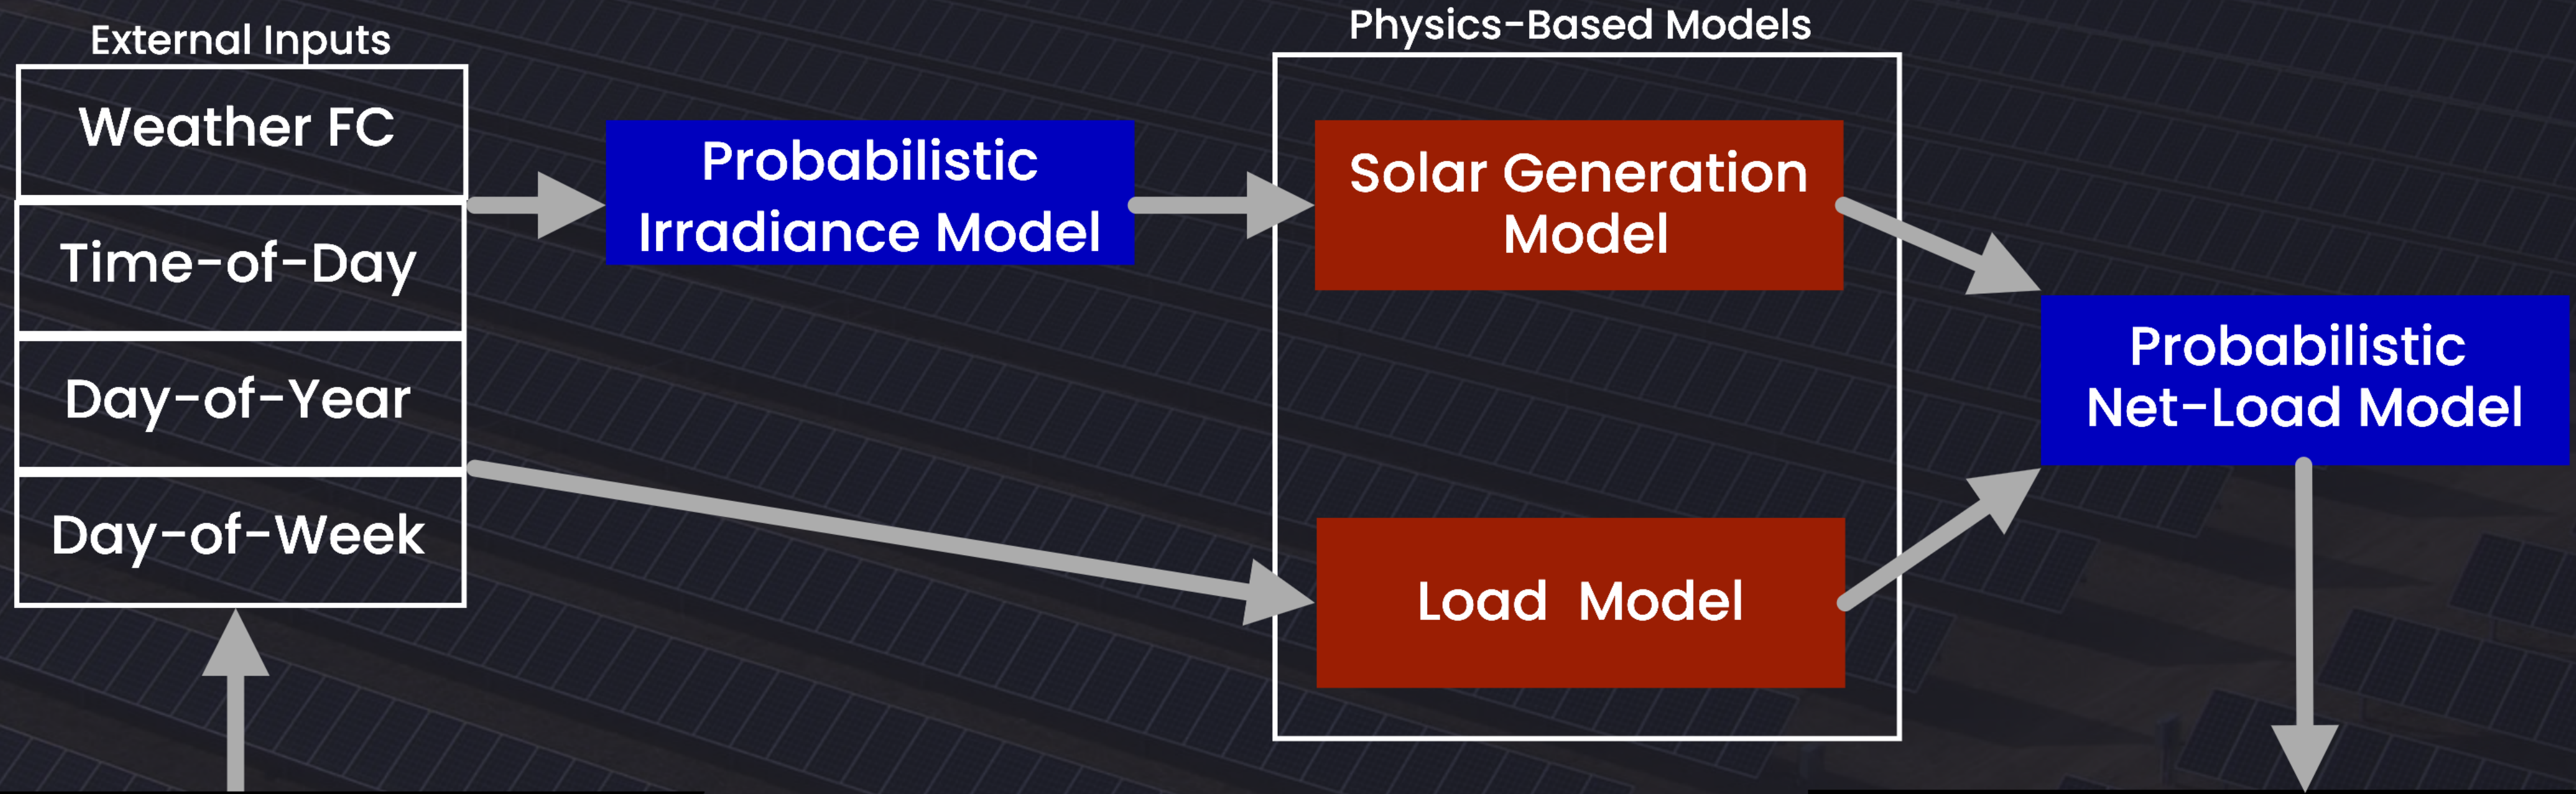 External Inputs
Weather FC
Time-of-Day
Day-of-Year
Day-of-Week
Probabilistic
Irradiance Model
Physics-Based Models
Solar Generation
Model
Load Model
Probabilistic
Net-Load Model